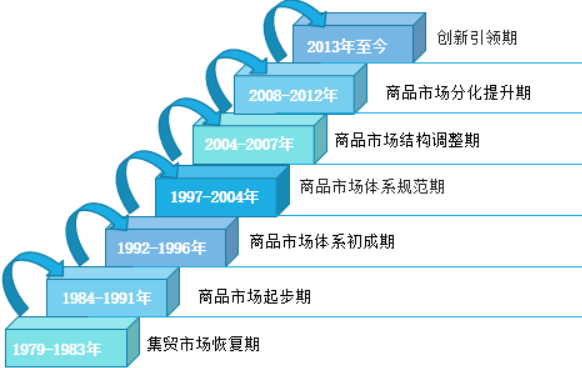 2013年至今 创新引领期
2008-2012年 商品市场分化提升期
2004-2007年 商品市场结构调整期
1997-2004年 商品市场体系规范期
1992-1996年 商品市场体系初成期
1984-1991年 商品市场起步期
1979-1983年 集贸市场恢复期